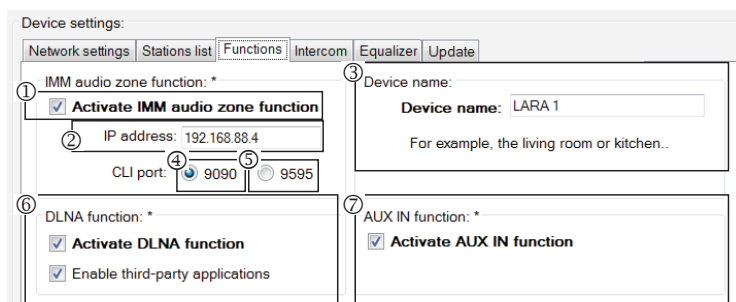 Device settings:
Network settings Stations list Functions Intercom Equalizer Update
IMM audio zone function: *
① Activate IMM audio zone function
② IP address: 192.168.88.4
CLI port: ④ 9090 ⑤ 9595
③ Device name:
Device name: LARA 1
For example, the living room or kitchen..
⑥ DLNA function: *
Activate DLNA function
Enable third-party applications
⑦ AUX IN function: *
Activate AUX IN function